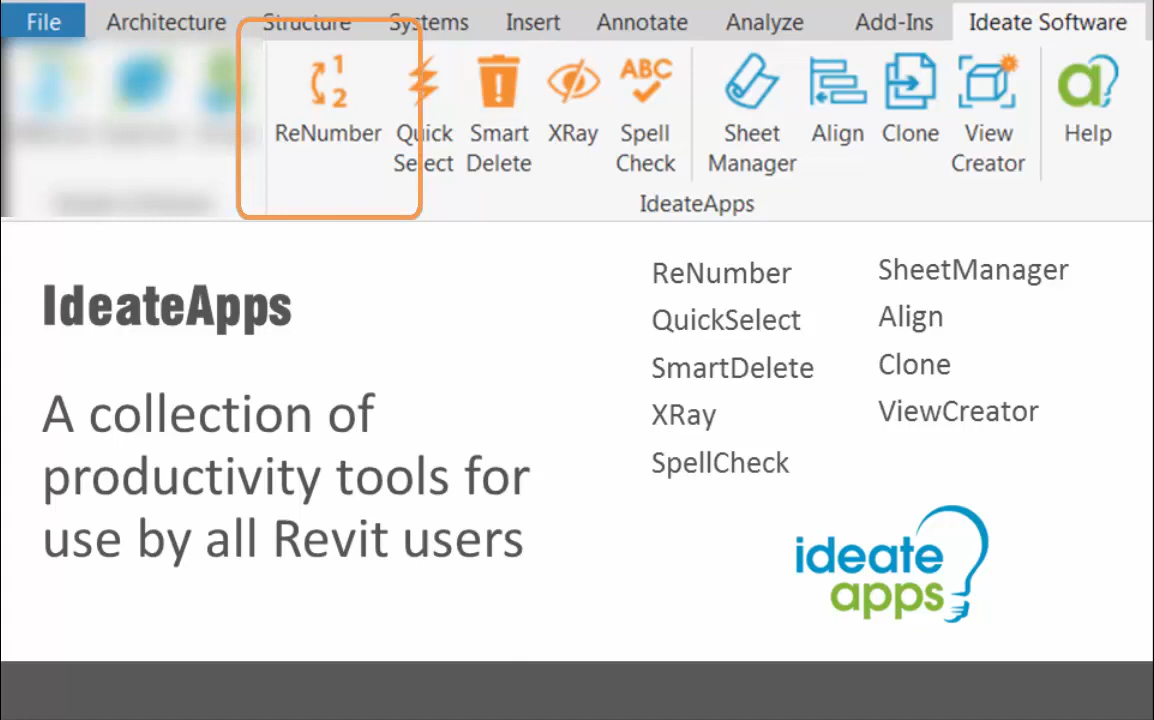 File Architecture Structure Systems Insert Annotate Analyze Add-Ins Ideate Software
1
2
ABC
ReNumber Quick Smart XRay Spell Sheet Align Clone View Help
Select Delete Check Manager Creator
IdeateApps
IdeateApps
A collection of
productivity tools for
use by all Revit users
ReNumber
QuickSelect
SmartDelete
XRay
SpellCheck
SheetManager
Align
Clone
ViewCreator
ideate
apps